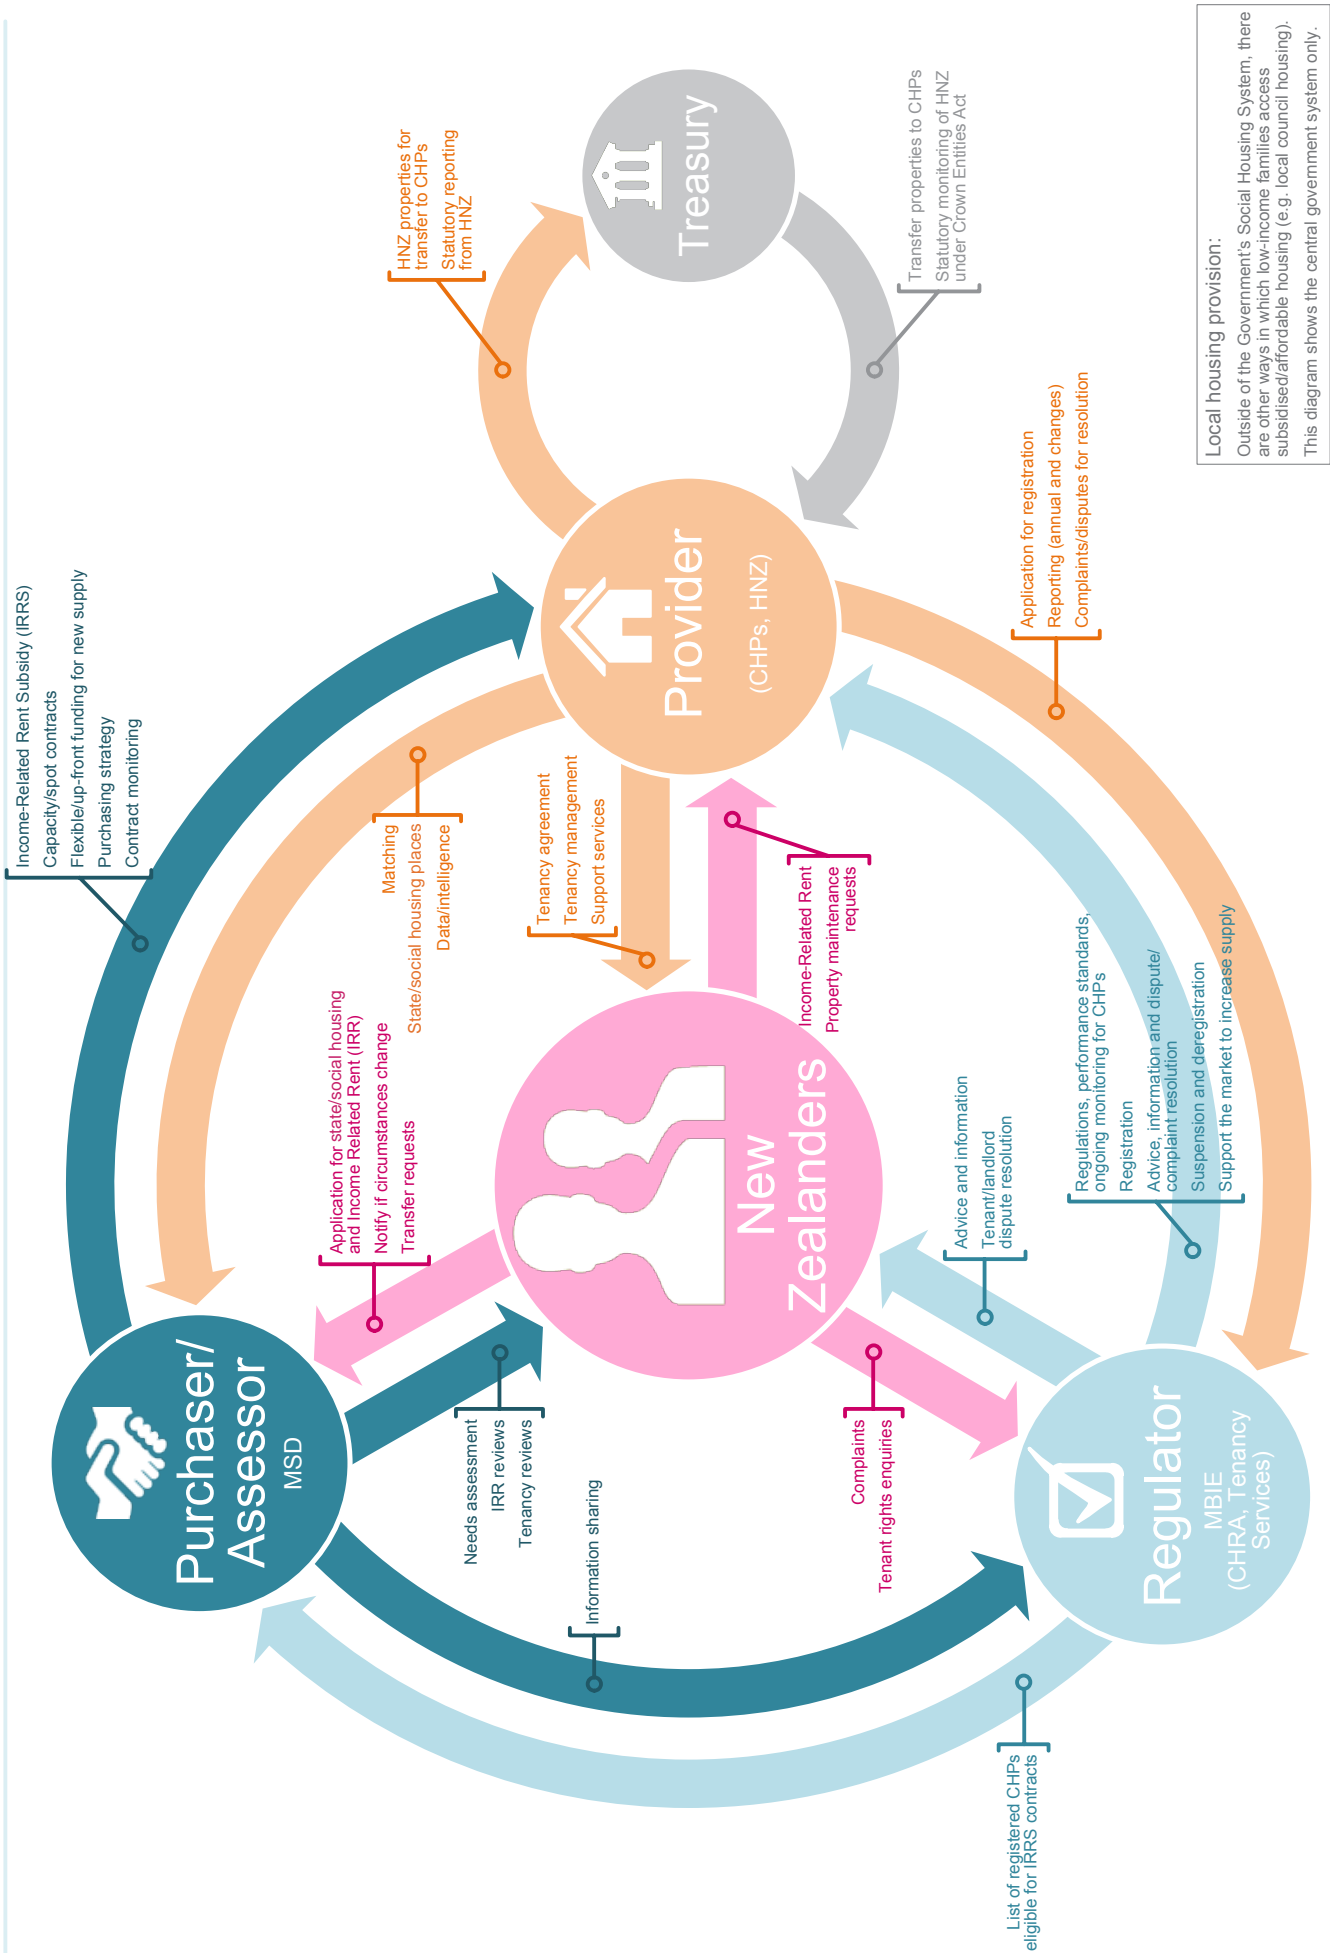 Income-Related Rent Subsidy (IRRS)
Capacity/spot contracts
Flexible/up-front funding for new supply
Purchasing strategy
Contract monitoring
Purchaser/
Assessor
MSD
Application for state/social housing
and Income Related Rent (IRR)
Notify if circumstances change
Transfer requests
Matching
State/social housing places
Data/intelligence
HNZ properties for
transfer to CHPs
Statutory reporting
from HNZ
Needs assessment
IRR reviews
Tenancy reviews
Tenancy agreement
Tenancy management
Support services
Information sharing
New
Zealanders
Provider
(CHPs, HNZ)
Treasury
Income-Related Rent
Property maintenance
requests
Complaints
Tenant rights enquiries
Transfer properties to CHPs
Statutory monitoring of HNZ
under Crown Entities Act
Advice and information
Tenant/landlord
dispute resolution
List of registered CHPs
eligible for IRRS contracts
Regulator
MBIE
(CHRA, Tenancy
Services)
Regulations, performance standards,
ongoing monitoring for CHPs
Registration
Advice, information and dispute/
complaint resolution
Suspension and deregistration
Support the market to increase supply
Application for registration
Reporting (annual and changes)
Complaints/disputes for resolution
Local housing provision:
Outside of the Government's Social Housing System, there
are other ways in which low-income families access
subsidised/affordable housing (e.g. local council housing).
This diagram shows the central government system only.